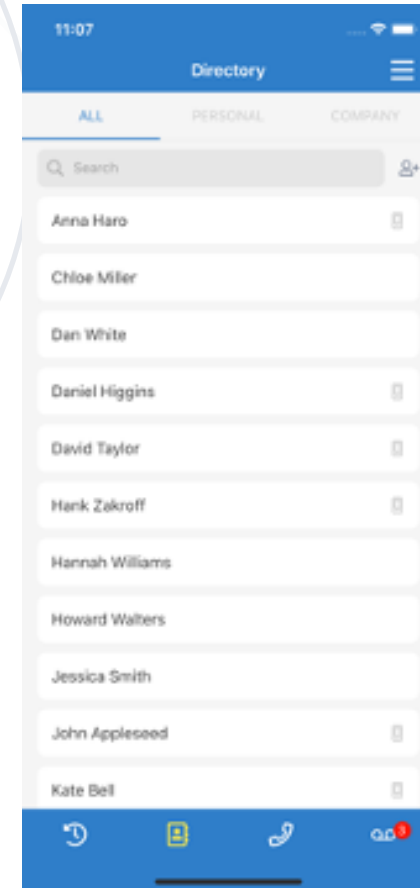 11:07
Directory
ALL PERSONAL COMPANY
Search
Anna Haro
Chloe Miller
Dan White
Daniel Higgins
David Taylor
Hank Zakroff
Hannah Williams
Howard Walters
Jessica Smith
John Appleseed
Kate Bell
3